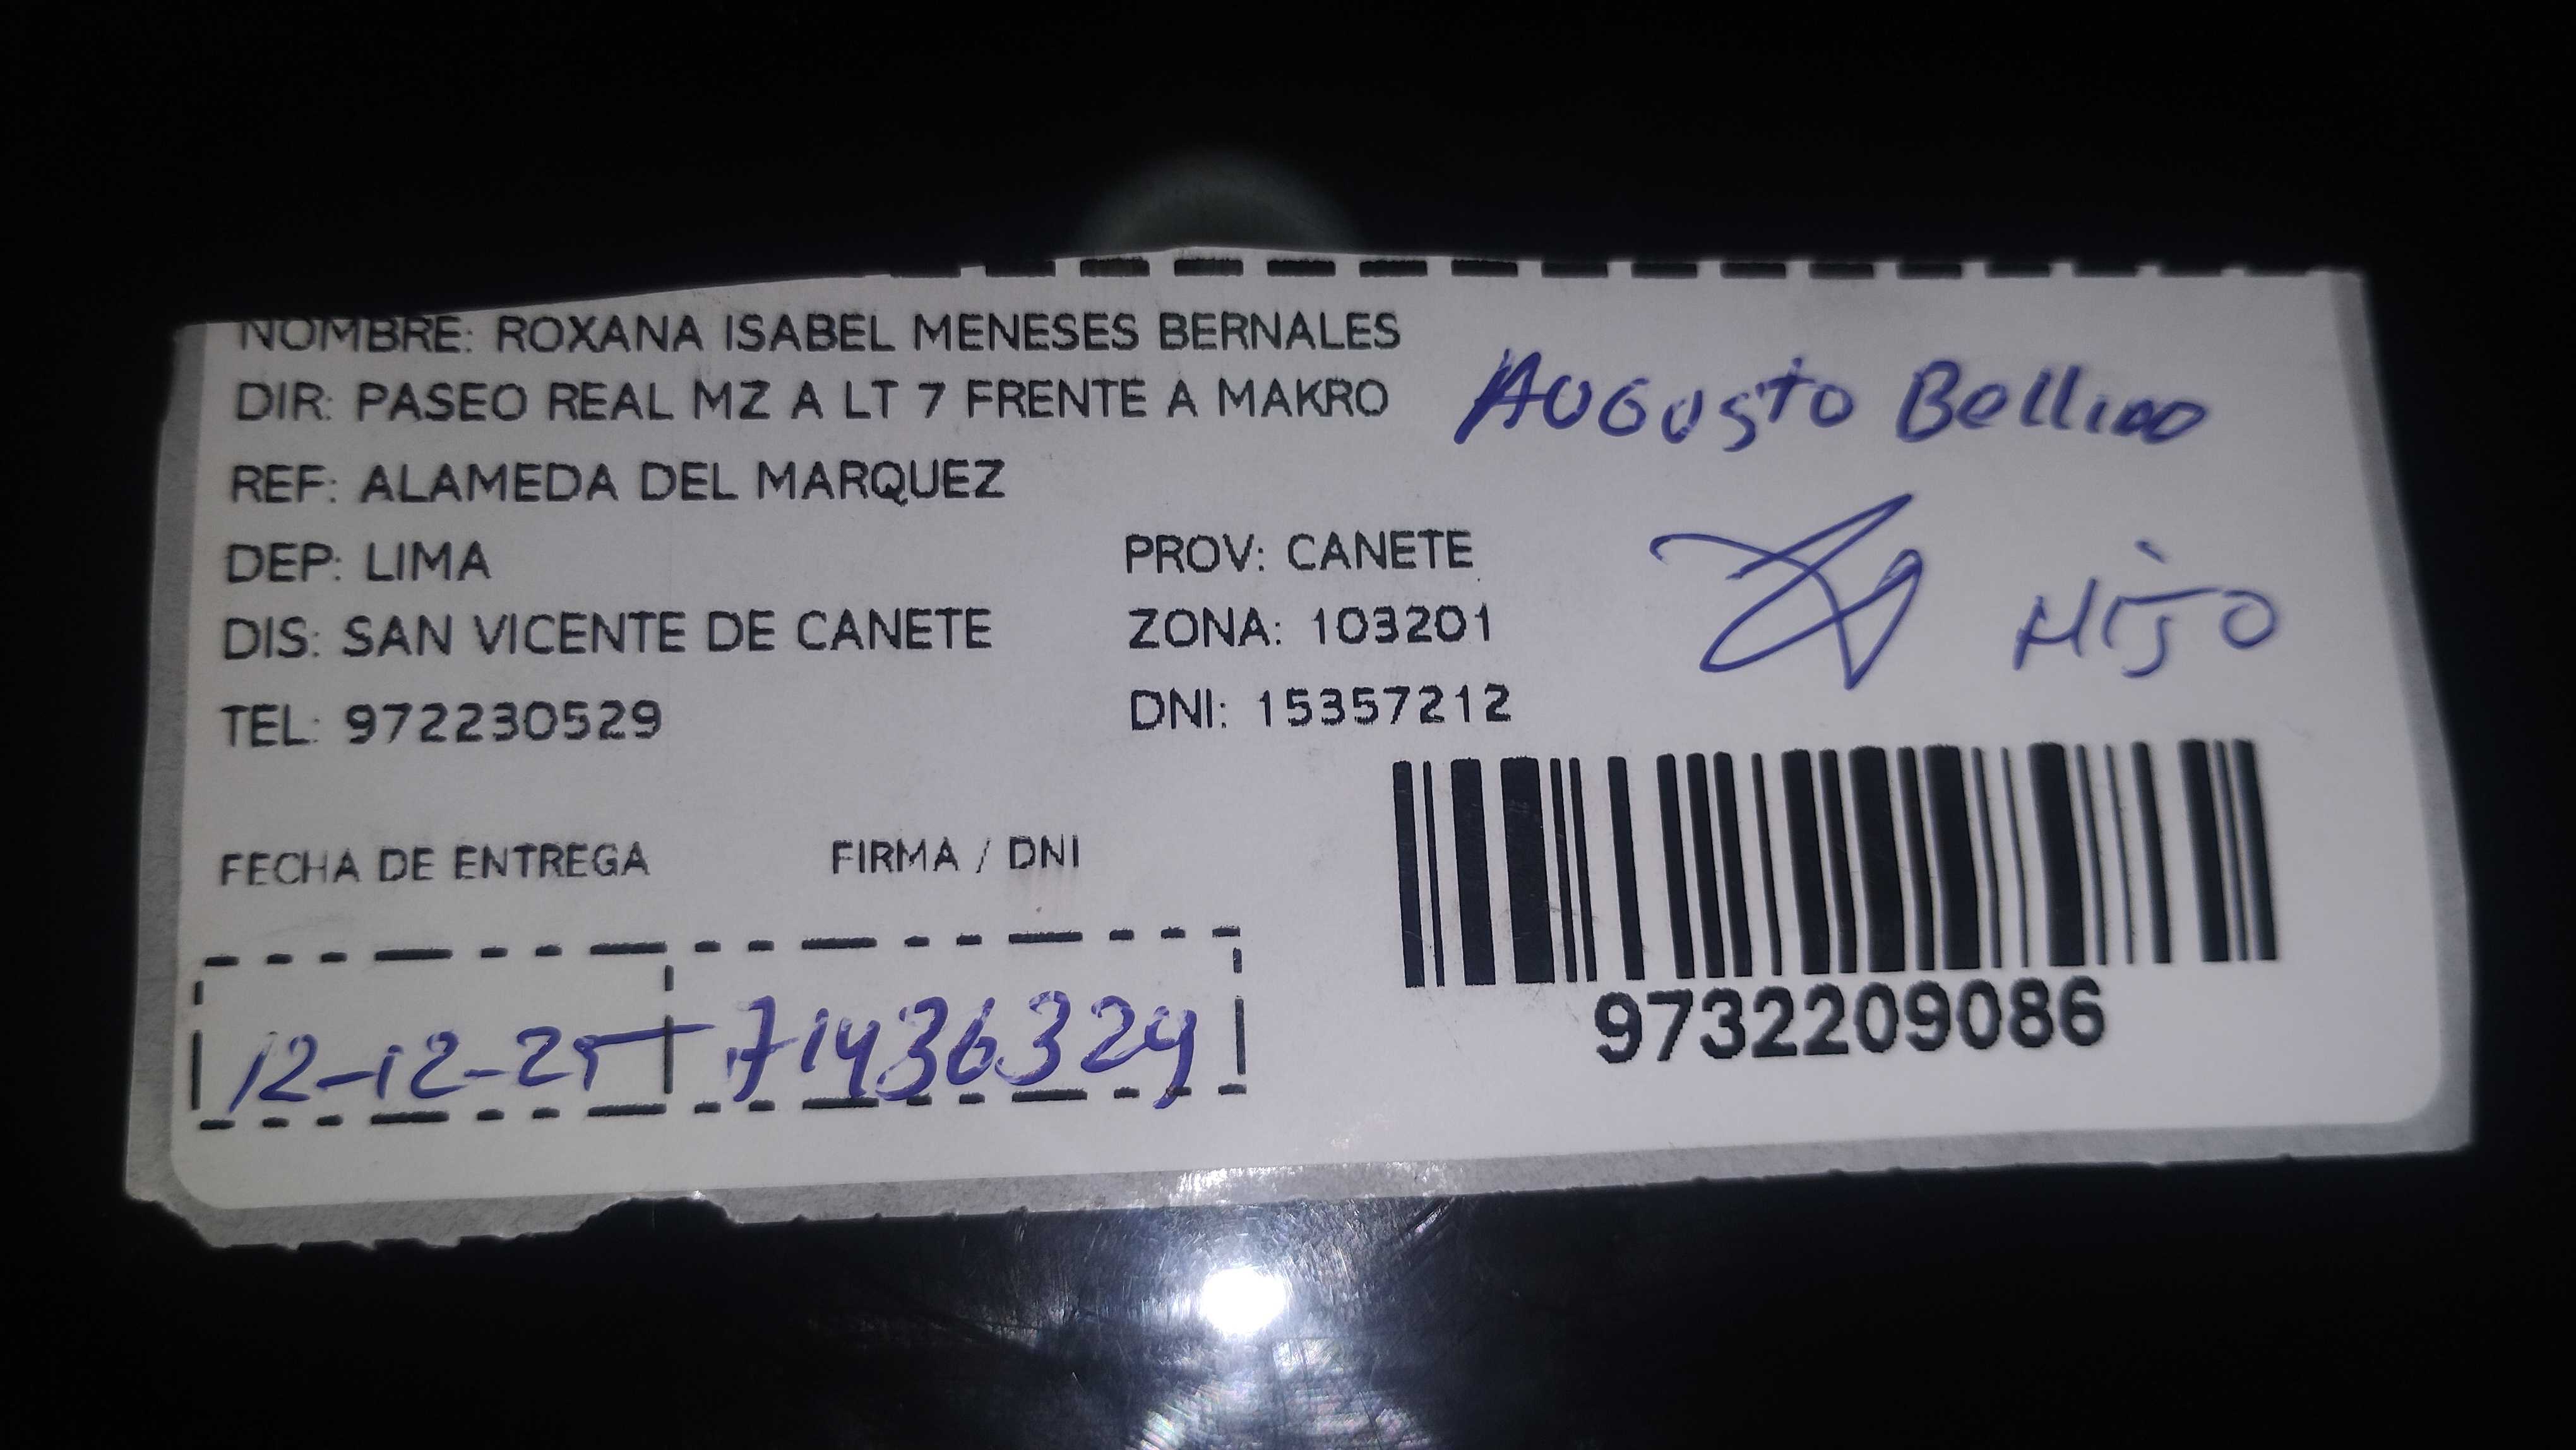 NOMBRE: ROXANA ISABEL MENESES BERNALES
DIR: PASEO REAL MZ A LT 7 FRENTE A MAKRO
Augusto Bellido
REF: ALAMEDA DEL MARQUEZ
DEP: LIMA PROV: CANETE
HIJO
DIS: SAN VICENTE DE CANETE ZONA: 103201
TEL: 972230529 DNI: 15357212
FECHA DE ENTREGA FIRMA / DNI
12-12-25 71436324
9732209086